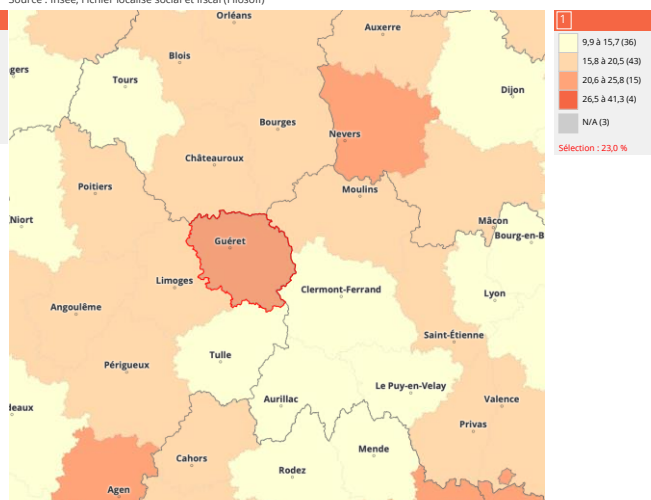 Source : Insee, Fichier localisé social et fiscal (Filosofi)
1
9,9 à 15,7 (36)
15,8 à 20,5 (43)
20,6 à 25,8 (15)
26,5 à 41,3 (4)
N/A (3)
Sélection : 23,0 %
Orléans
Auxerre
Blois
gers
Tours
Dijon
Bourges
Nevers
Châteauroux
Poitiers
Moulins
Niort
Mâcon
Bourg-en-B
Guéret
Limoges
Clermont-Ferrand
Lyon
Angoulême
Saint-Étienne
Tulle
Périgueux
Le Puy-en-Velay
Aurillac
Valence
deaux
Privas
Mende
Cahors
Rodez
Agen